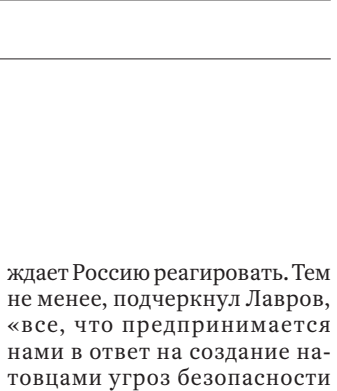 ждает Россию реагировать. Тем
не менее, подчеркнул Лавров,
«все, что предпринимается
нами в ответ на создание на-
товцами угроз безопасности